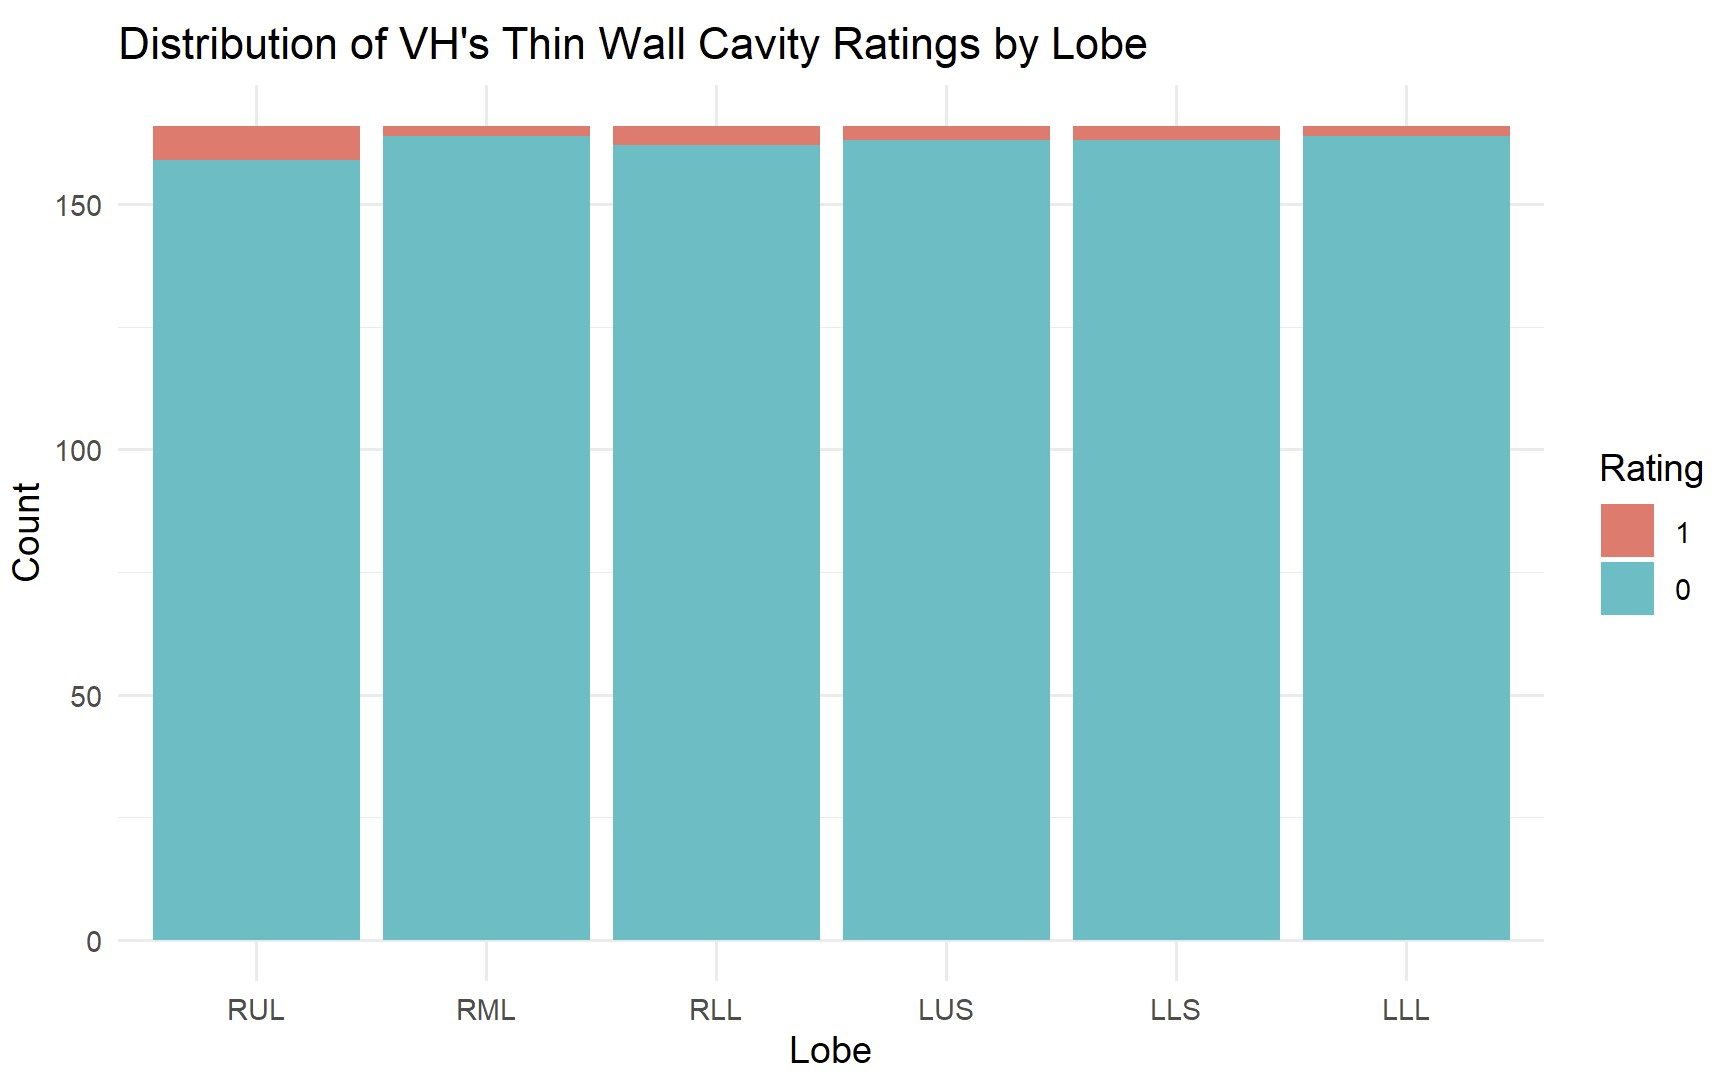 Distribution of VH's Thin Wall Cavity Ratings by Lobe
150
100
50
0
Count
RUL RML RLL LUS LLS LLL
Lobe
Rating
1
0